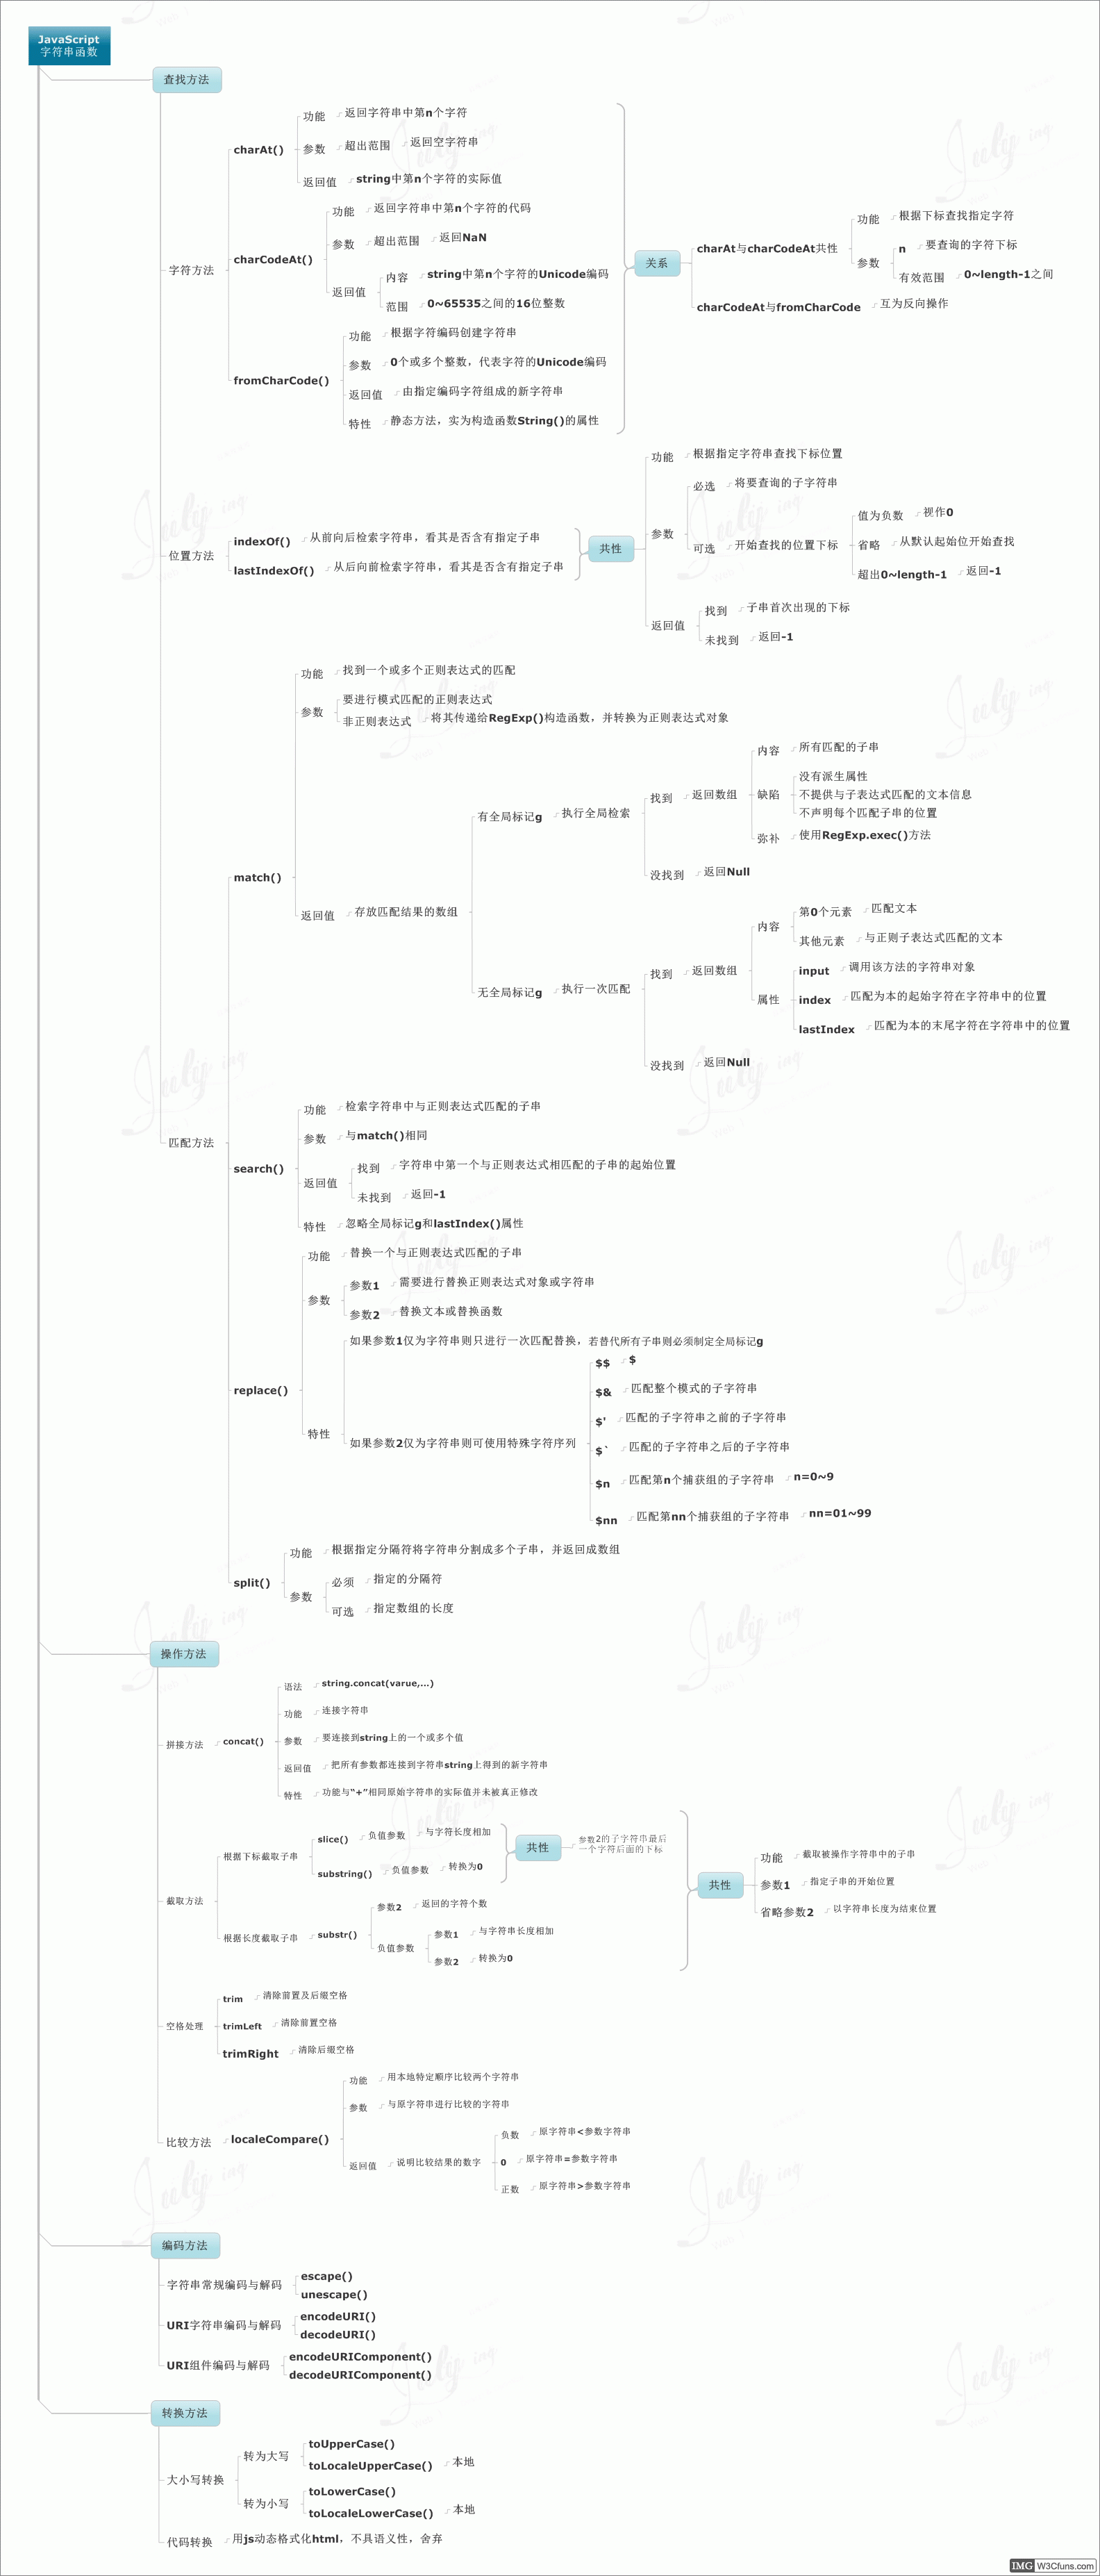 JavaScript
字符串函数
查找方法
字符方法
charAt()
功能
返回字符串中第n个字符
参数
超出范围
返回空字符串
返回值
string中第n个字符的实际值
charCodeAt()
功能
返回字符串中第n个字符的代码
参数
超出范围
返回NaN
返回值
内容
string中第n个字符的Unicode编码
范围
0~65535之间的16位整数
fromCharCode()
功能
根据字符编码创建字符串
参数
0个或多个整数，代表字符的Unicode编码
返回值
由指定编码字符组成的新字符串
特性
静态方法，实为构造函数String()的属性
关系
charAt与charCodeAt共性
功能
根据下标查找指定字符
参数
n
要查询的字符下标
有效范围
0~length-1之间
charCodeAt与fromCharCode
互为反向操作
位置方法
indexOf()
从前向后检索字符串，看其是否含有指定子串
lastIndexOf()
从后向前检索字符串，看其是否含有指定子串
共性
功能
根据指定字符串查找下标位置
参数
必选
将要查询的子字符串
可选
开始查找的位置下标
值为负数
视作0
省略
从默认起始位开始查找
超出0~length-1
返回-1
返回值
找到
子串首次出现的下标
未找到
返回-1
匹配方法
match()
功能
找到一个或多个正则表达式的匹配
参数
要进行模式匹配的正则表达式
非正则表达式
将其传递给RegExp()构造函数，并转换为正则表达式对象
返回值
存放匹配结果的数组
有全局标记g
执行全局检索
找到
返回数组
内容
所有匹配的子串
缺陷
没有派生属性
不提供与子表达式匹配的文本信息
不声明每个匹配子串的位置
弥补
使用RegExp.exec()方法
没找到
返回Null
无全局标记g
执行一次匹配
找到
返回数组
内容
第0个元素
匹配文本
其他元素
与正则子表达式匹配的文本
属性
input
调用该方法的字符串对象
index
匹配为本的起始字符在字符串中的位置
lastIndex
匹配为本的末尾字符在字符串中的位置
没找到
返回Null
search()
功能
检索字符串中与正则表达式匹配的子串
参数
与match()相同
返回值
找到
字符串中第一个与正则表达式相匹配的子串的起始位置
未找到
返回-1
特性
忽略全局标记g和lastIndex()属性
replace()
功能
替换一个与正则表达式匹配的子串
参数
参数1
需要进行替换正则表达式对象或字符串
参数2
替换文本或替换函数
特性
如果参数1仅为字符串则只进行一次匹配替换，若替代所有子串则必须制定全局标记g
如果参数2仅为字符串则可使用特殊字符序列
$$
$
$&
匹配整个模式的子字符串
$'
匹配的子字符串之前的子字符串
$`
匹配的子字符串之后的子字符串
$n
匹配第n个捕获组的子字符串
n=0~9
$nn
匹配第nn个捕获组的子字符串
nn=01~99
split()
功能
根据指定分隔符将字符串分割成多个子串，并返回成数组
参数
必须
指定的分隔符
可选
指定数组的长度
操作方法
拼接方法
concat()
语法
string.concat(varue,...)
功能
连接字符串
参数
要连接到string上的一个或多个值
返回值
把所有参数都连接到字符串string上得到的新字符串
特性
功能与“+”相同原始字符串的实际值并未被真正修改
截取方法
根据下标截取子串
slice()
负值参数
与字符长度相加
substring()
负值参数
转换为0
共性
参数2的子字符串最后
一个字符后面的下标
根据长度截取子串
substr()
参数2
返回的字符个数
负值参数
参数1
与字符串长度相加
参数2
转换为0
共性
功能
截取被操作字符串中的子串
参数1
指定子串的开始位置
省略参数2
以字符串长度为结束位置
空格处理
trim
清除前置及后缀空格
trimLeft
清除前置空格
trimRight
清除后缀空格
比较方法
localeCompare()
功能
用本地特定顺序比较两个字符串
参数
与原字符串进行比较的字符串
返回值
说明比较结果的数字
负数
原字符串<参数字符串
0
原字符串=参数字符串
正数
原字符串>参数字符串
编码方法
字符串常规编码与解码
escape()
unescape()
URI字符串编码与解码
encodeURI()
decodeURI()
URI组件编码与解码
encodeURIComponent()
decodeURIComponent()
转换方法
大小写转换
转为大写
toUpperCase()
toLocaleUpperCase()
本地
转为小写
toLowerCase()
toLocaleLowerCase()
本地
代码转换
用js动态格式化html，不具语义性，舍弃
IMG W3Cfuns.com